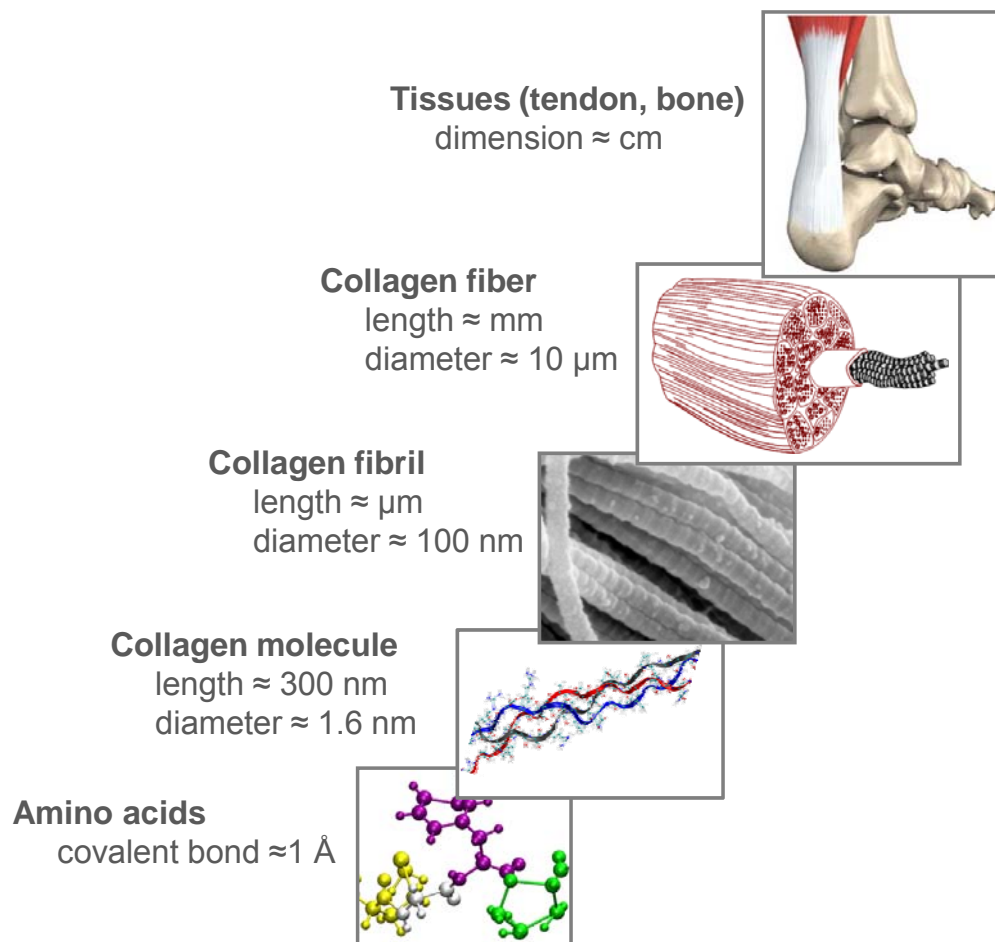 Tissues (tendon, bone)
dimension ≈ cm
Collagen fiber
length ≈ mm
diameter ≈ 10 µm
Collagen fibril
length ≈ µm
diameter ≈ 100 nm
Collagen molecule
length ≈ 300 nm
diameter ≈ 1.6 nm
Amino acids
covalent bond ≈1 Å